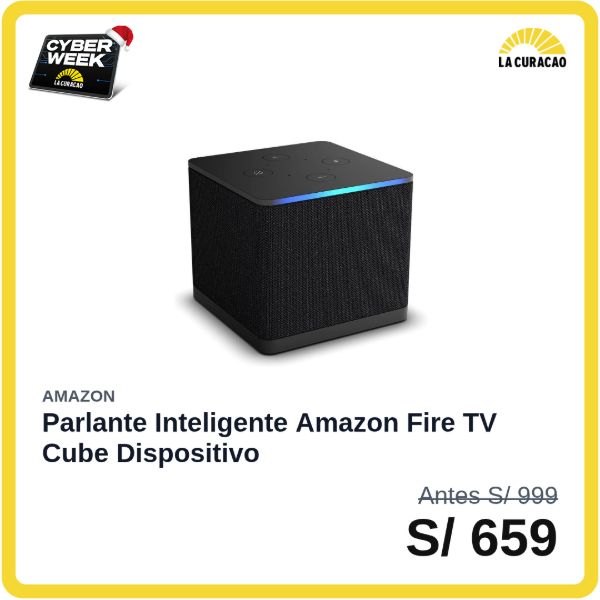 CYBER
WEEK
LA CURACAO
LA CURACAO
AMAZON
Parlante Inteligente Amazon Fire TV
Cube Dispositivo
Antes S/ 999
S/ 659